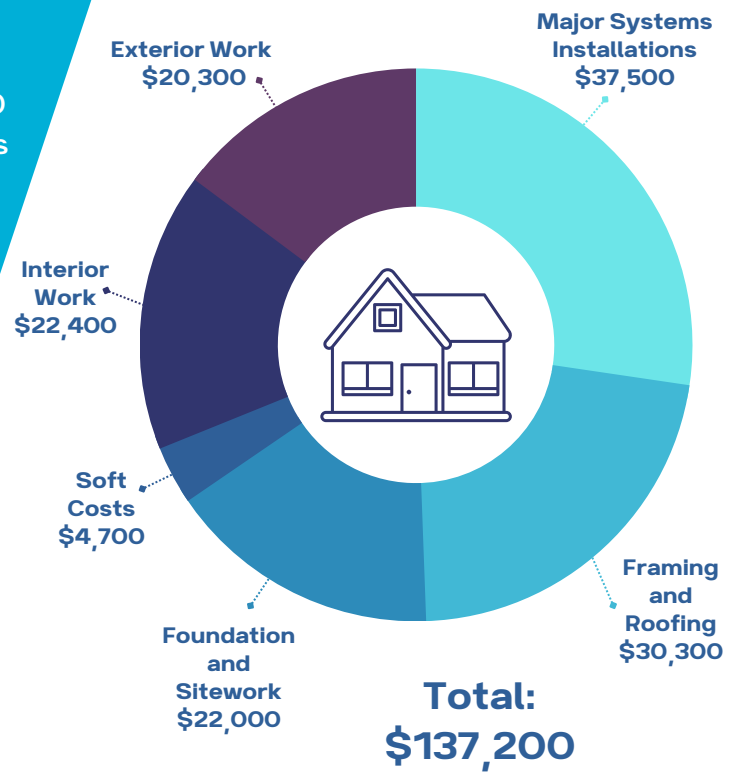 Major Systems
Installations
$37,500
Exterior Work
$20,300
Interior
Work
$22,400
Soft
Costs
$4,700
Framing
and
Roofing
$30,300
Foundation
and
Sitework
$22,000
Total:
$137,200